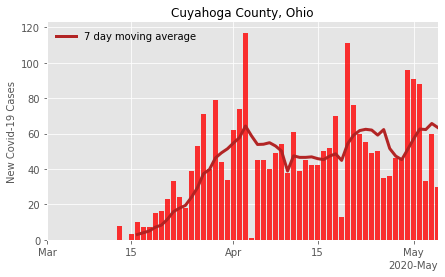 Cuyahoga County, Ohio
7 day moving average
New Covid-19 Cases
120
100
80
60
40
20
0
Mar 15 Apr 15 May
2020-May